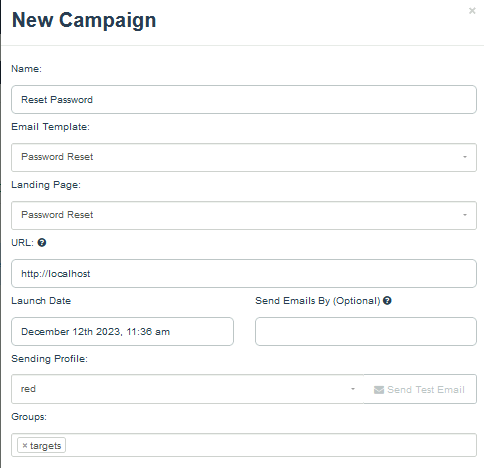 New Campaign
×
Name:
Reset Password
Email Template:
Password Reset
Landing Page:
Password Reset
URL: ?
http://localhost
Launch Date
Send Emails By (Optional) ?
December 12th 2023, 11:36 am
Sending Profile:
red
Send Test Email
Groups:
× targets